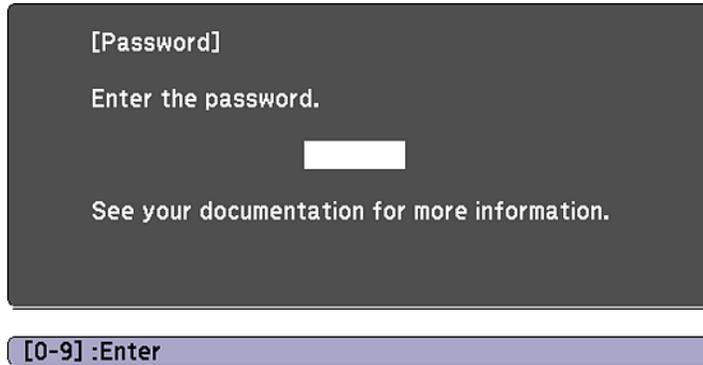 [Password]
Enter the password.
See your documentation for more information.
[0-9] :Enter